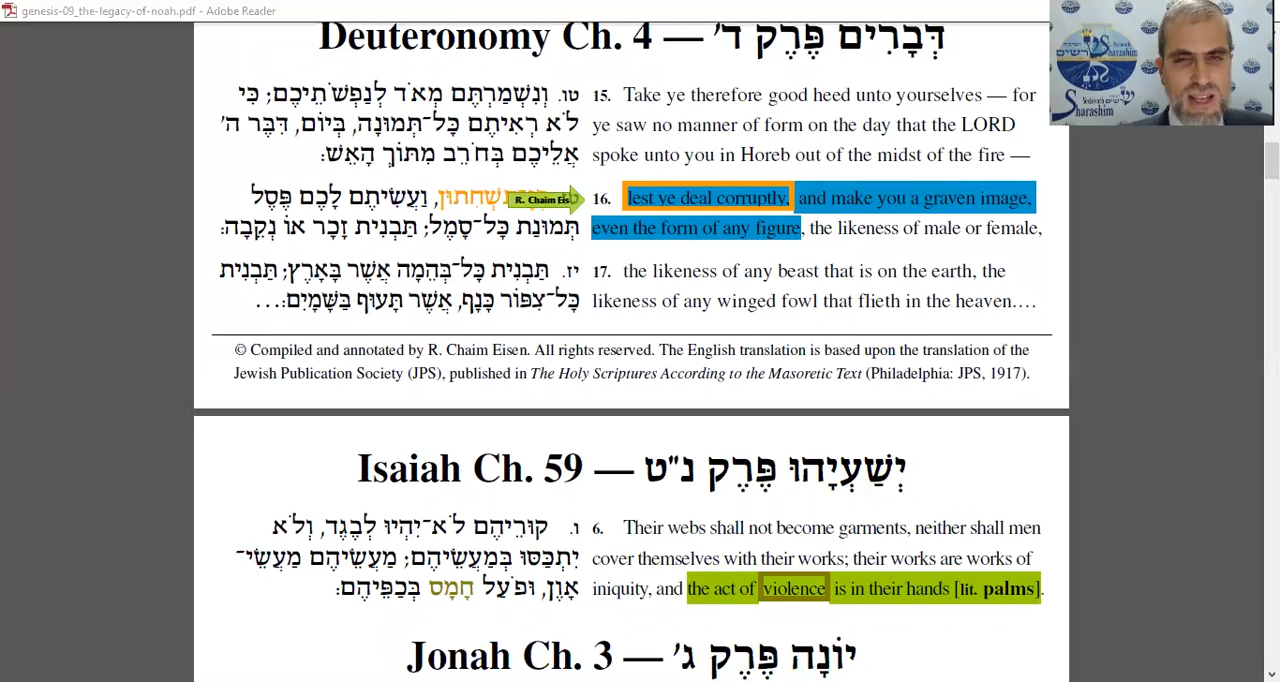 genesis-09_the-legacy-of-noah.pdf - Adobe Reader
Deuteronomy Ch. 4 — דְּבָרִים פֶּרֶק ד׳
טו. וְנִשְׁמַרְתֶּם מְאֹד לְנַפְשֹׁתֵיכֶם; כִּי
לֹא רְאִיתֶם כׇּל־תְּמוּנָה, בְּיוֹם, דִּבֶּר ה׳
אֲלֵיכֶם בְּחֹרֵב מִתּוֹךְ הָאֵשׁ:
15. Take ye therefore good heed unto yourselves — for
ye saw no manner of form on the day that the LORD
spoke unto you in Horeb out of the midst of the fire —
וַעֲשִׂיתֶם לָכֶם פֶּסֶל
תְּמוּנַת כׇּל־סָמֶל; תַּבְנִית זָכָר אוֹ נְקֵבָה:
R. Chaim Eis
16. lest ye deal corruptly, and make you a graven image,
even the form of any figure, the likeness of male or female,
יז. תַּבְנִית כׇּל־בְּהֵמָה אֲשֶׁר בָּאָרֶץ; תַּבְנִית
כׇּל־צִפּוֹר כָּנָף, אֲשֶׁר תָּעוּף בַּשָּׁמָיִם:...
17. the likeness of any beast that is on the earth, the
likeness of any winged fowl that flieth in the heaven....
© Compiled and annotated by R. Chaim Eisen. All rights reserved. The English translation is based upon the translation of the
Jewish Publication Society (JPS), published in The Holy Scriptures According to the Masoretic Text (Philadelphia: JPS, 1917).
Isaiah Ch. 59 — יְשַׁעְיָהוּ פֶּרֶק נ״ט
ו. קוּרֵיהֶם לֹא־יִהְיוּ לְבֶגֶד, וְלֹא
יִתְכַּסּוּ בְּמַעֲשֵׂיהֶם; מַעֲשֵׂיהֶם מַעֲשֵׂי־
אָוֶן, וּפֹעַל חָמָס בְּכַפֵּיהֶם:
6. Their webs shall not become garments, neither shall men
cover themselves with their works; their works are works of
iniquity, and the act of violence is in their hands [lit. palms].
Jonah Ch. 3 — יוֹנָה פֶּרֶק ג׳
Sharashim